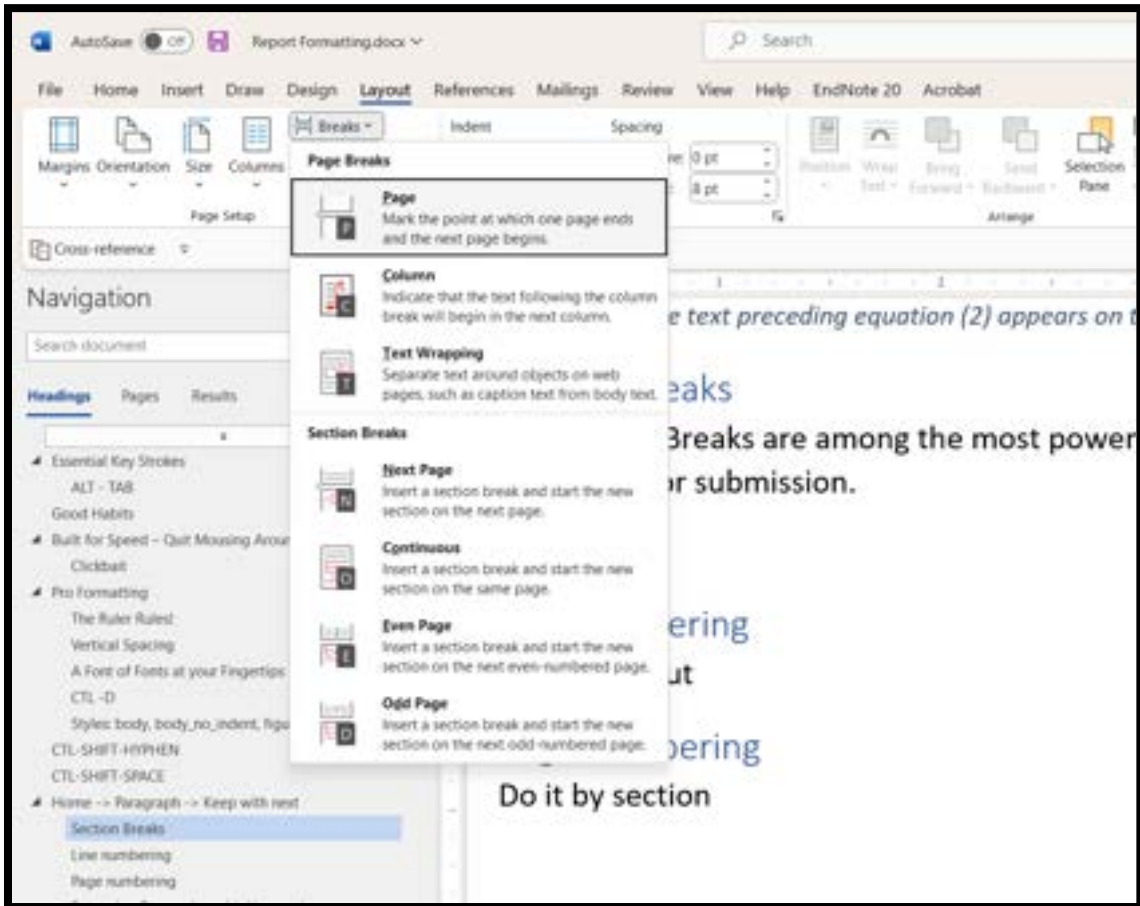 AutoSave Off Report Formatting.docx Search
File Home Insert Draw Design Layout References Mailings Review View Help EndNote 20 Acrobat
Breaks Indent Spacing
Margins Orientation Size Columns
0 pt
8 pt
Position Wrap Text Bring Forward Send Backward Selection Pane
Page Setup
Arrange
Cross-reference
Page Breaks
Page
Mark the point at which one page ends
and the next page begins.
Column
Indicate that the text following the column
break will begin in the next column.
Text Wrapping
Separate text around objects on web
pages, such as caption text from body text.
Section Breaks
Next Page
Insert a section break and start the new
section on the next page.
Continuous
Insert a section break and start the new
section on the same page.
Even Page
Insert a section break and start the new
section on the next even-numbered page.
Odd Page
Insert a section break and start the new
section on the next odd-numbered page.
Navigation
Search document
Headings Pages Results
Essential Key Strokes
ALT - TAB
Good Habits
Built for Speed – Quit Mousing Arour
Clickbait
Pro Formatting
The Ruler Rules!
Vertical Spacing
A Font of Fonts at your Fingertips
CTL -D
Styles: body, body_no_indent, figu
CTL-SHIFT-HYPHEN
CTL-SHIFT-SPACE
Home -> Paragraph -> Keep with next
Section Breaks
Line numbering
Page numbering
1 2
e text preceding equation (2) appears on t
eaks
Breaks are among the most power
or submission.
ering
ut
bering
Do it by section